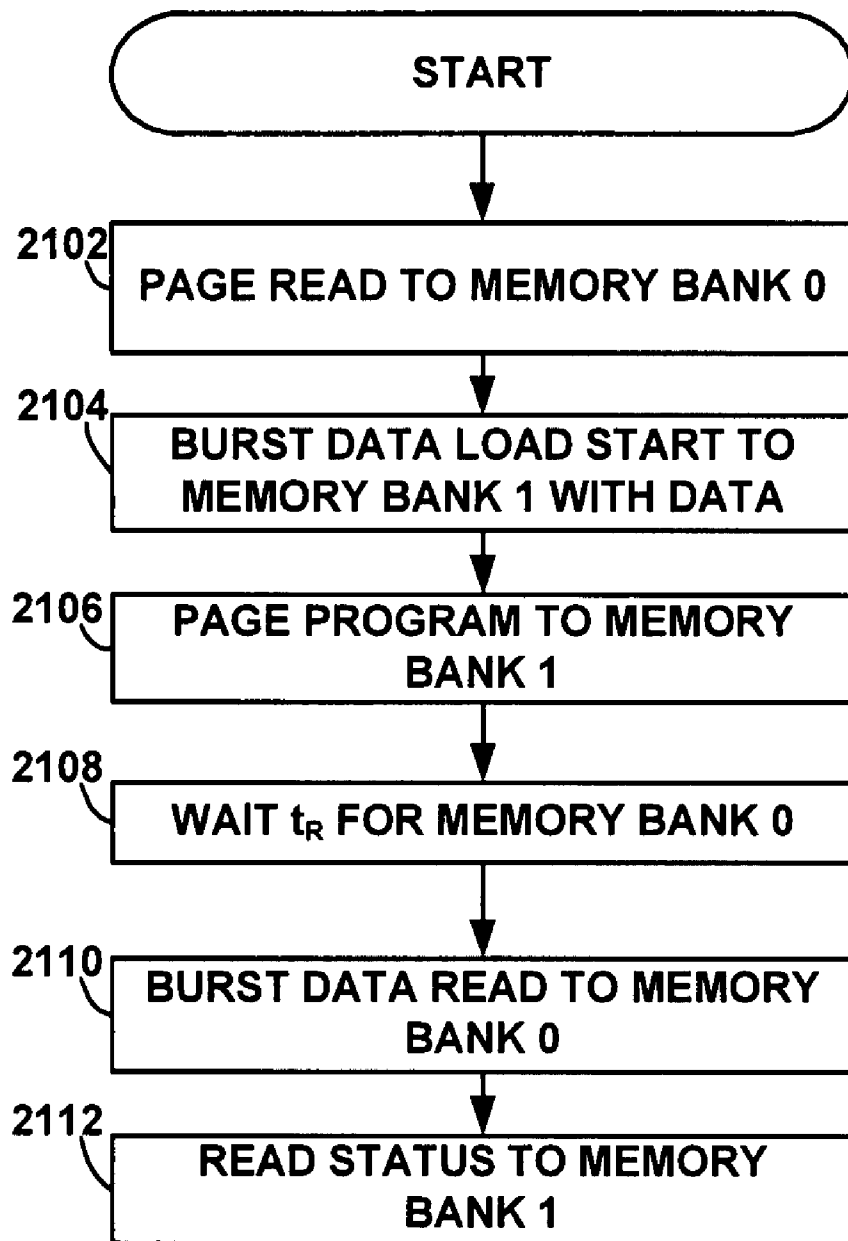 START
2102
PAGE READ TO MEMORY BANK 0
2104
BURST DATA LOAD START TO
MEMORY BANK 1 WITH DATA
2106
PAGE PROGRAM TO MEMORY
BANK 1
2108
WAIT tR FOR MEMORY BANK 0
2110
BURST DATA READ TO MEMORY
BANK 0
2112
READ STATUS TO MEMORY
BANK 1